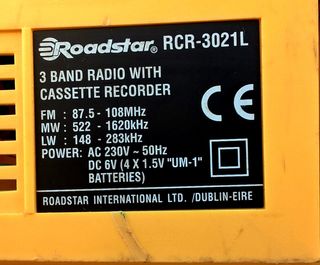 Roadstar® RCR-3021L
3 BAND RADIO WITH
CASSETTE RECORDER
FM : 87.5 - 108MHz
MW : 522 - 1620kHz
LW : 148 - 283kHz
POWER: AC 230V ~ 50Hz
DC 6V (4 X 1.5V "UM-1"
BATTERIES)
CE
ROADSTAR INTERNATIONAL LTD. /DUBLIN-EIRE